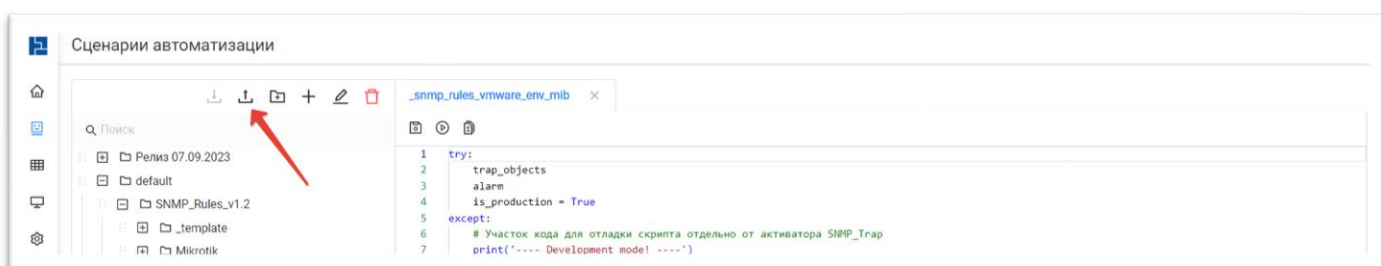 Сценарии автоматизации
_snmp_rules_vmware_env_mib
Поиск
Релиз 07.09.2023
default
SNMP_Rules_v1.2
_template
Mikrotik
1 try:
2 trap_objects
3 alarm
4 is_production = True
5 except:
6 # Участок кода для отладки скрипта отдельно от активатора SNMP_Trap
7 print('---- Development mode! ----')